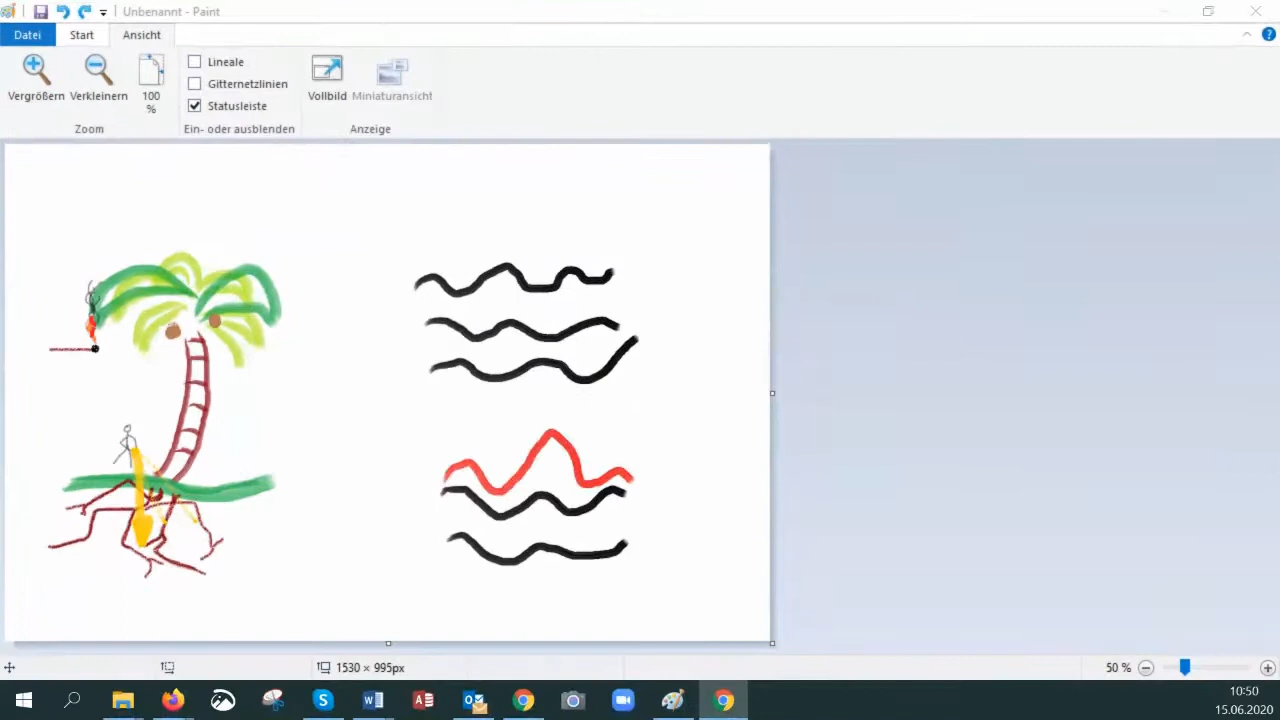 Unbenannt - Paint
Datei Start Ansicht
Vergrößern Verkleinern 100 %
Lineale
Gitternetzlinien
Statusleiste
Vollbild Miniaturansicht
Zoom Ein- oder ausblenden Anzeige
1530 × 995px 50 %
10:50
15.06.2020